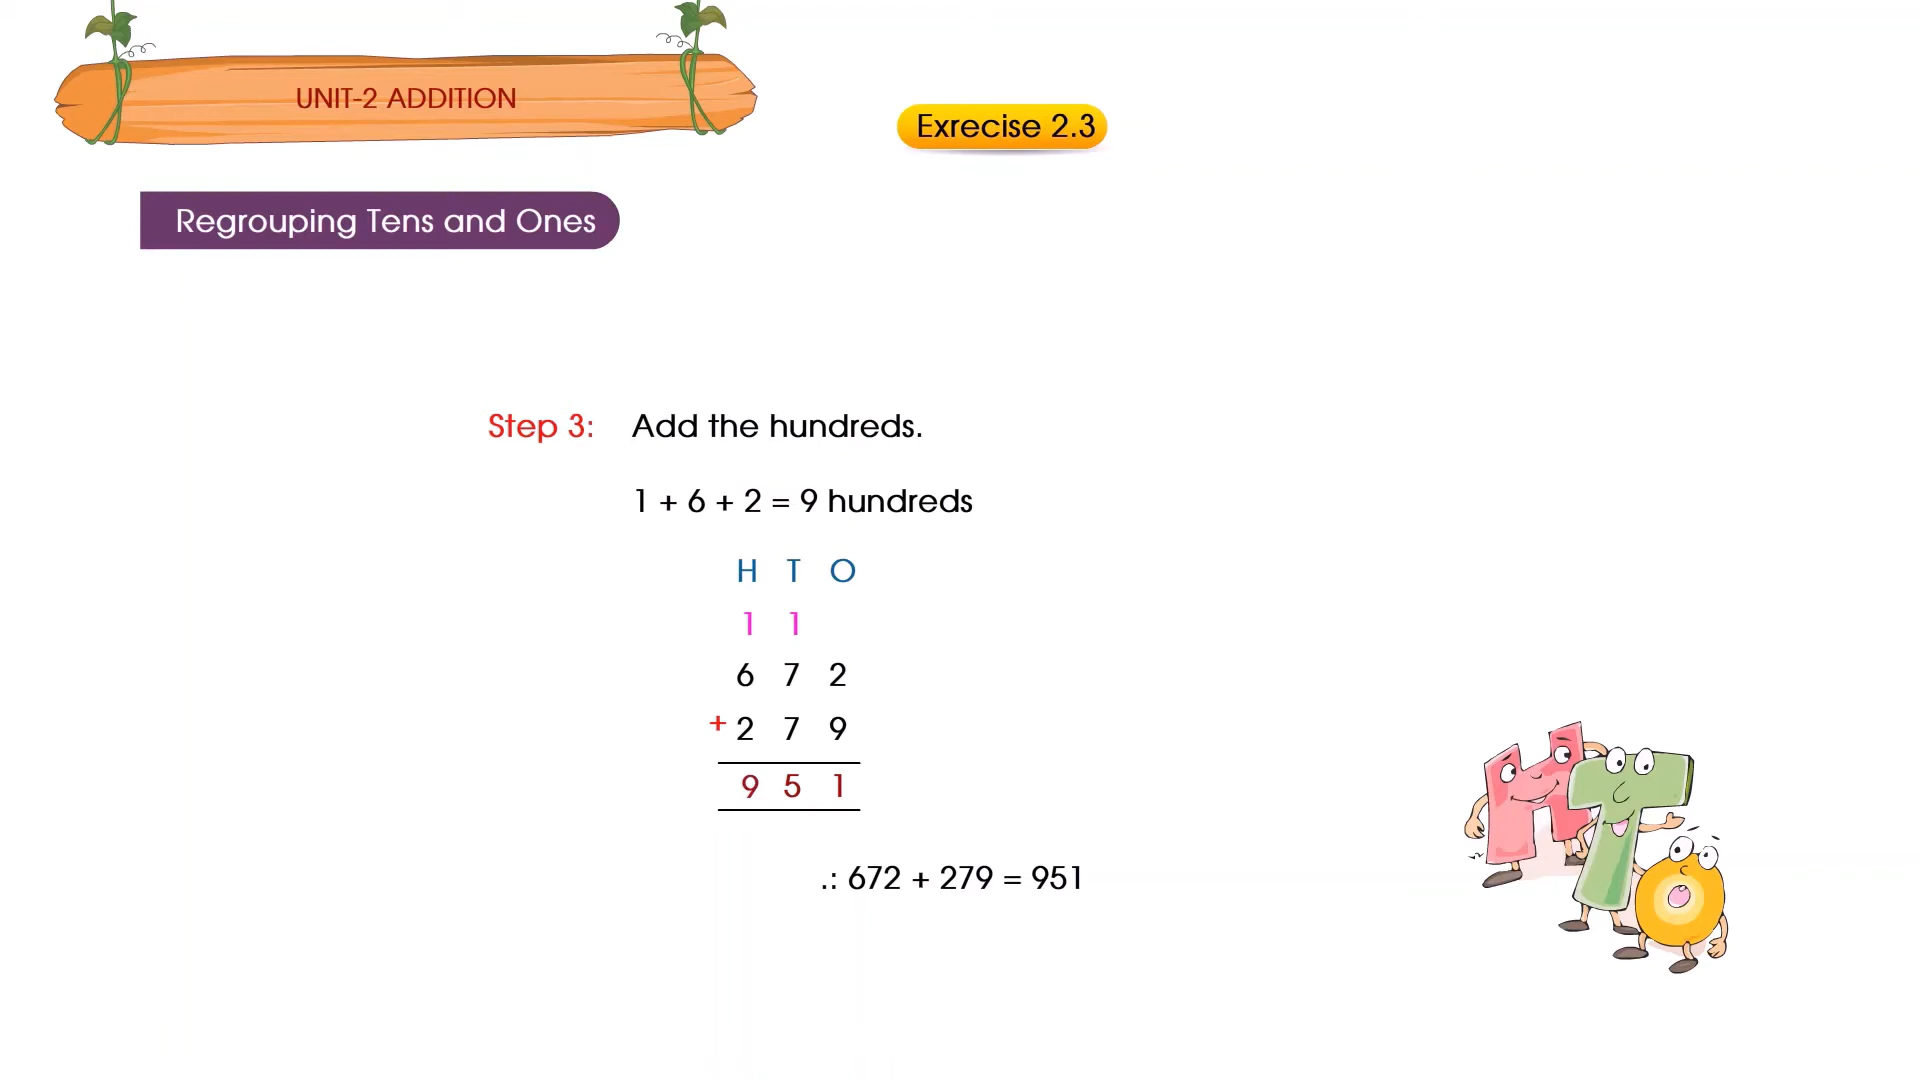 UNIT-2 ADDITION
Exrecise 2.3
Regrouping Tens and Ones
Step 3: Add the hundreds.
1 + 6 + 2 = 9 hundreds
H T O
1 1
6 7 2
+ 2 7 9
9 5 1
.: 672 + 279 = 951